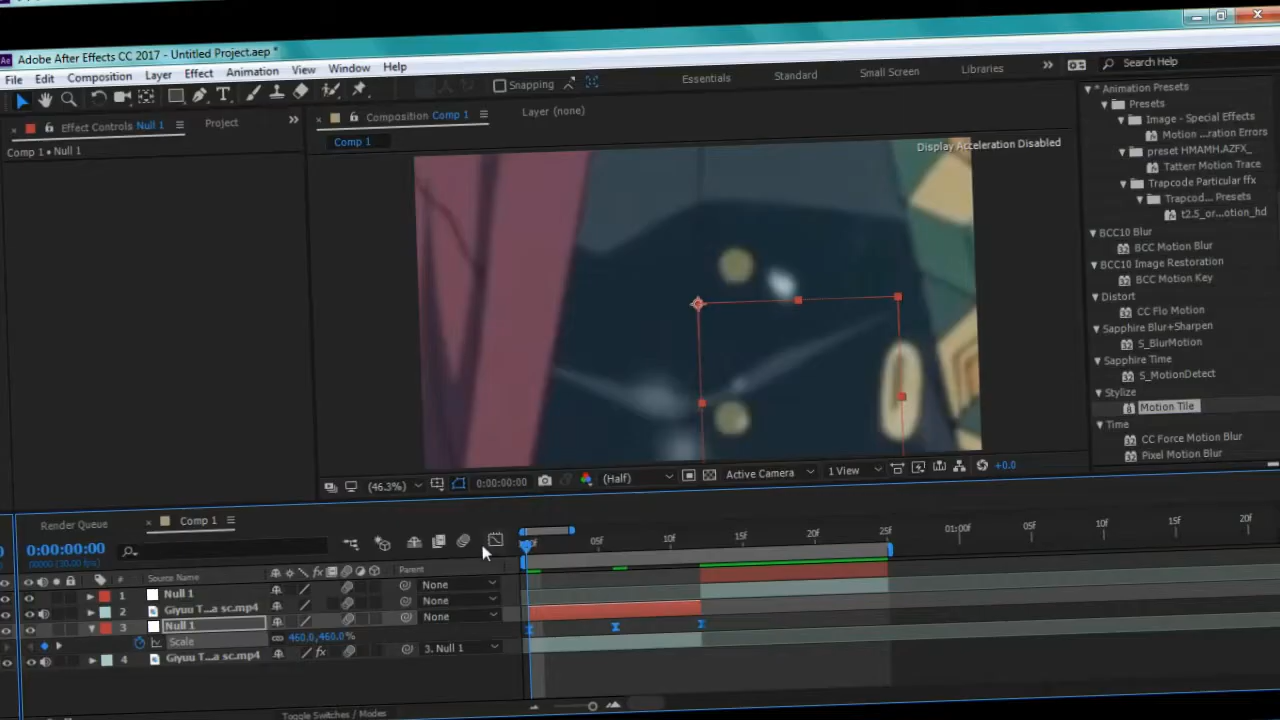 Adobe After Effects CC 2017 - Untitled Project.aep *
File Edit Composition Layer Effect Animation View Window Help
Snapping Essentials Standard Small Screen Libraries Search Help
Effect Controls Null 1 Project
Composition Comp 1 Layer (none)
Comp 1 • Null 1
Comp 1
Display Acceleration Disabled
* Animation Presets
Presets
Image - Special Effects
Motion ...ration Errors
preset HMAMH.AZFX_
Tatterr Motion Trace
Trapcode Particular ffx
Trapcod... Presets
t2.5_or...otion_hd
BCC10 Blur
BCC Motion Blur
BCC10 Image Restoration
BCC Motion Key
Distort
CC Flo Motion
Sapphire Blur+Sharpen
S_BlurMotion
Sapphire Time
S_MotionDetect
Stylize
Motion Tile
Time
CC Force Motion Blur
Pixel Motion Blur
(46.3%) 0:00:00:00 (Half) Active Camera 1 View +0.0
Render Queue Comp 1
0:00:00:00
05f 10f 15f 20f 25f 01:00f 05f 10f 15f 20f
# Source Name Parent
1 Null 1 None
2 Giyuu T...a sc.mp4 None
3 Null 1 None
Scale 460.0,460.0%
4 Giyuu T...a sc.mp4 3. Null 1
Toggle Switches / Modes